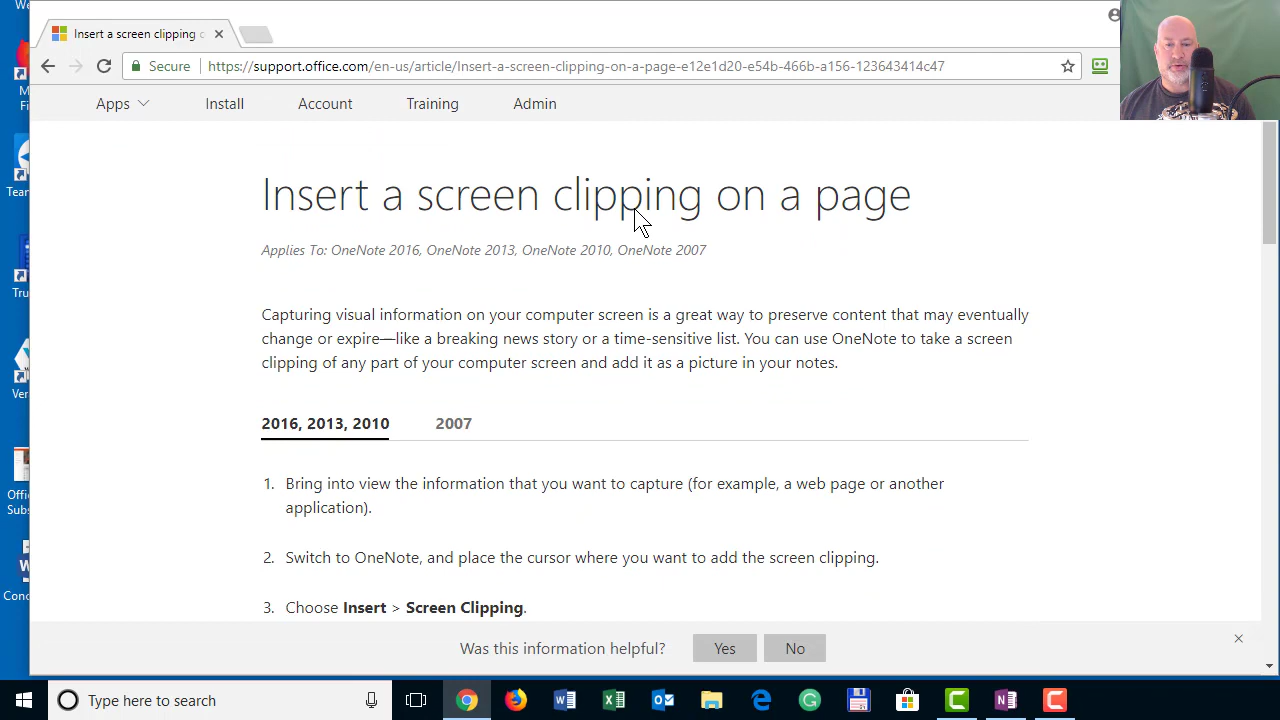 Insert a screen clipping
Secure https://support.office.com/en-us/article/Insert-a-screen-clipping-on-a-page-e12e1d20-e54b-466b-a156-123643414c47
Apps Install Account Training Admin
Insert a screen clipping on a page
Applies To: OneNote 2016, OneNote 2013, OneNote 2010, OneNote 2007
Capturing visual information on your computer screen is a great way to preserve content that may eventually
change or expire—like a breaking news story or a time-sensitive list. You can use OneNote to take a screen
clipping of any part of your computer screen and add it as a picture in your notes.
2016, 2013, 2010 2007
1. Bring into view the information that you want to capture (for example, a web page or another
application).
2. Switch to OneNote, and place the cursor where you want to add the screen clipping.
3. Choose Insert > Screen Clipping.
Was this information helpful? Yes No
Type here to search